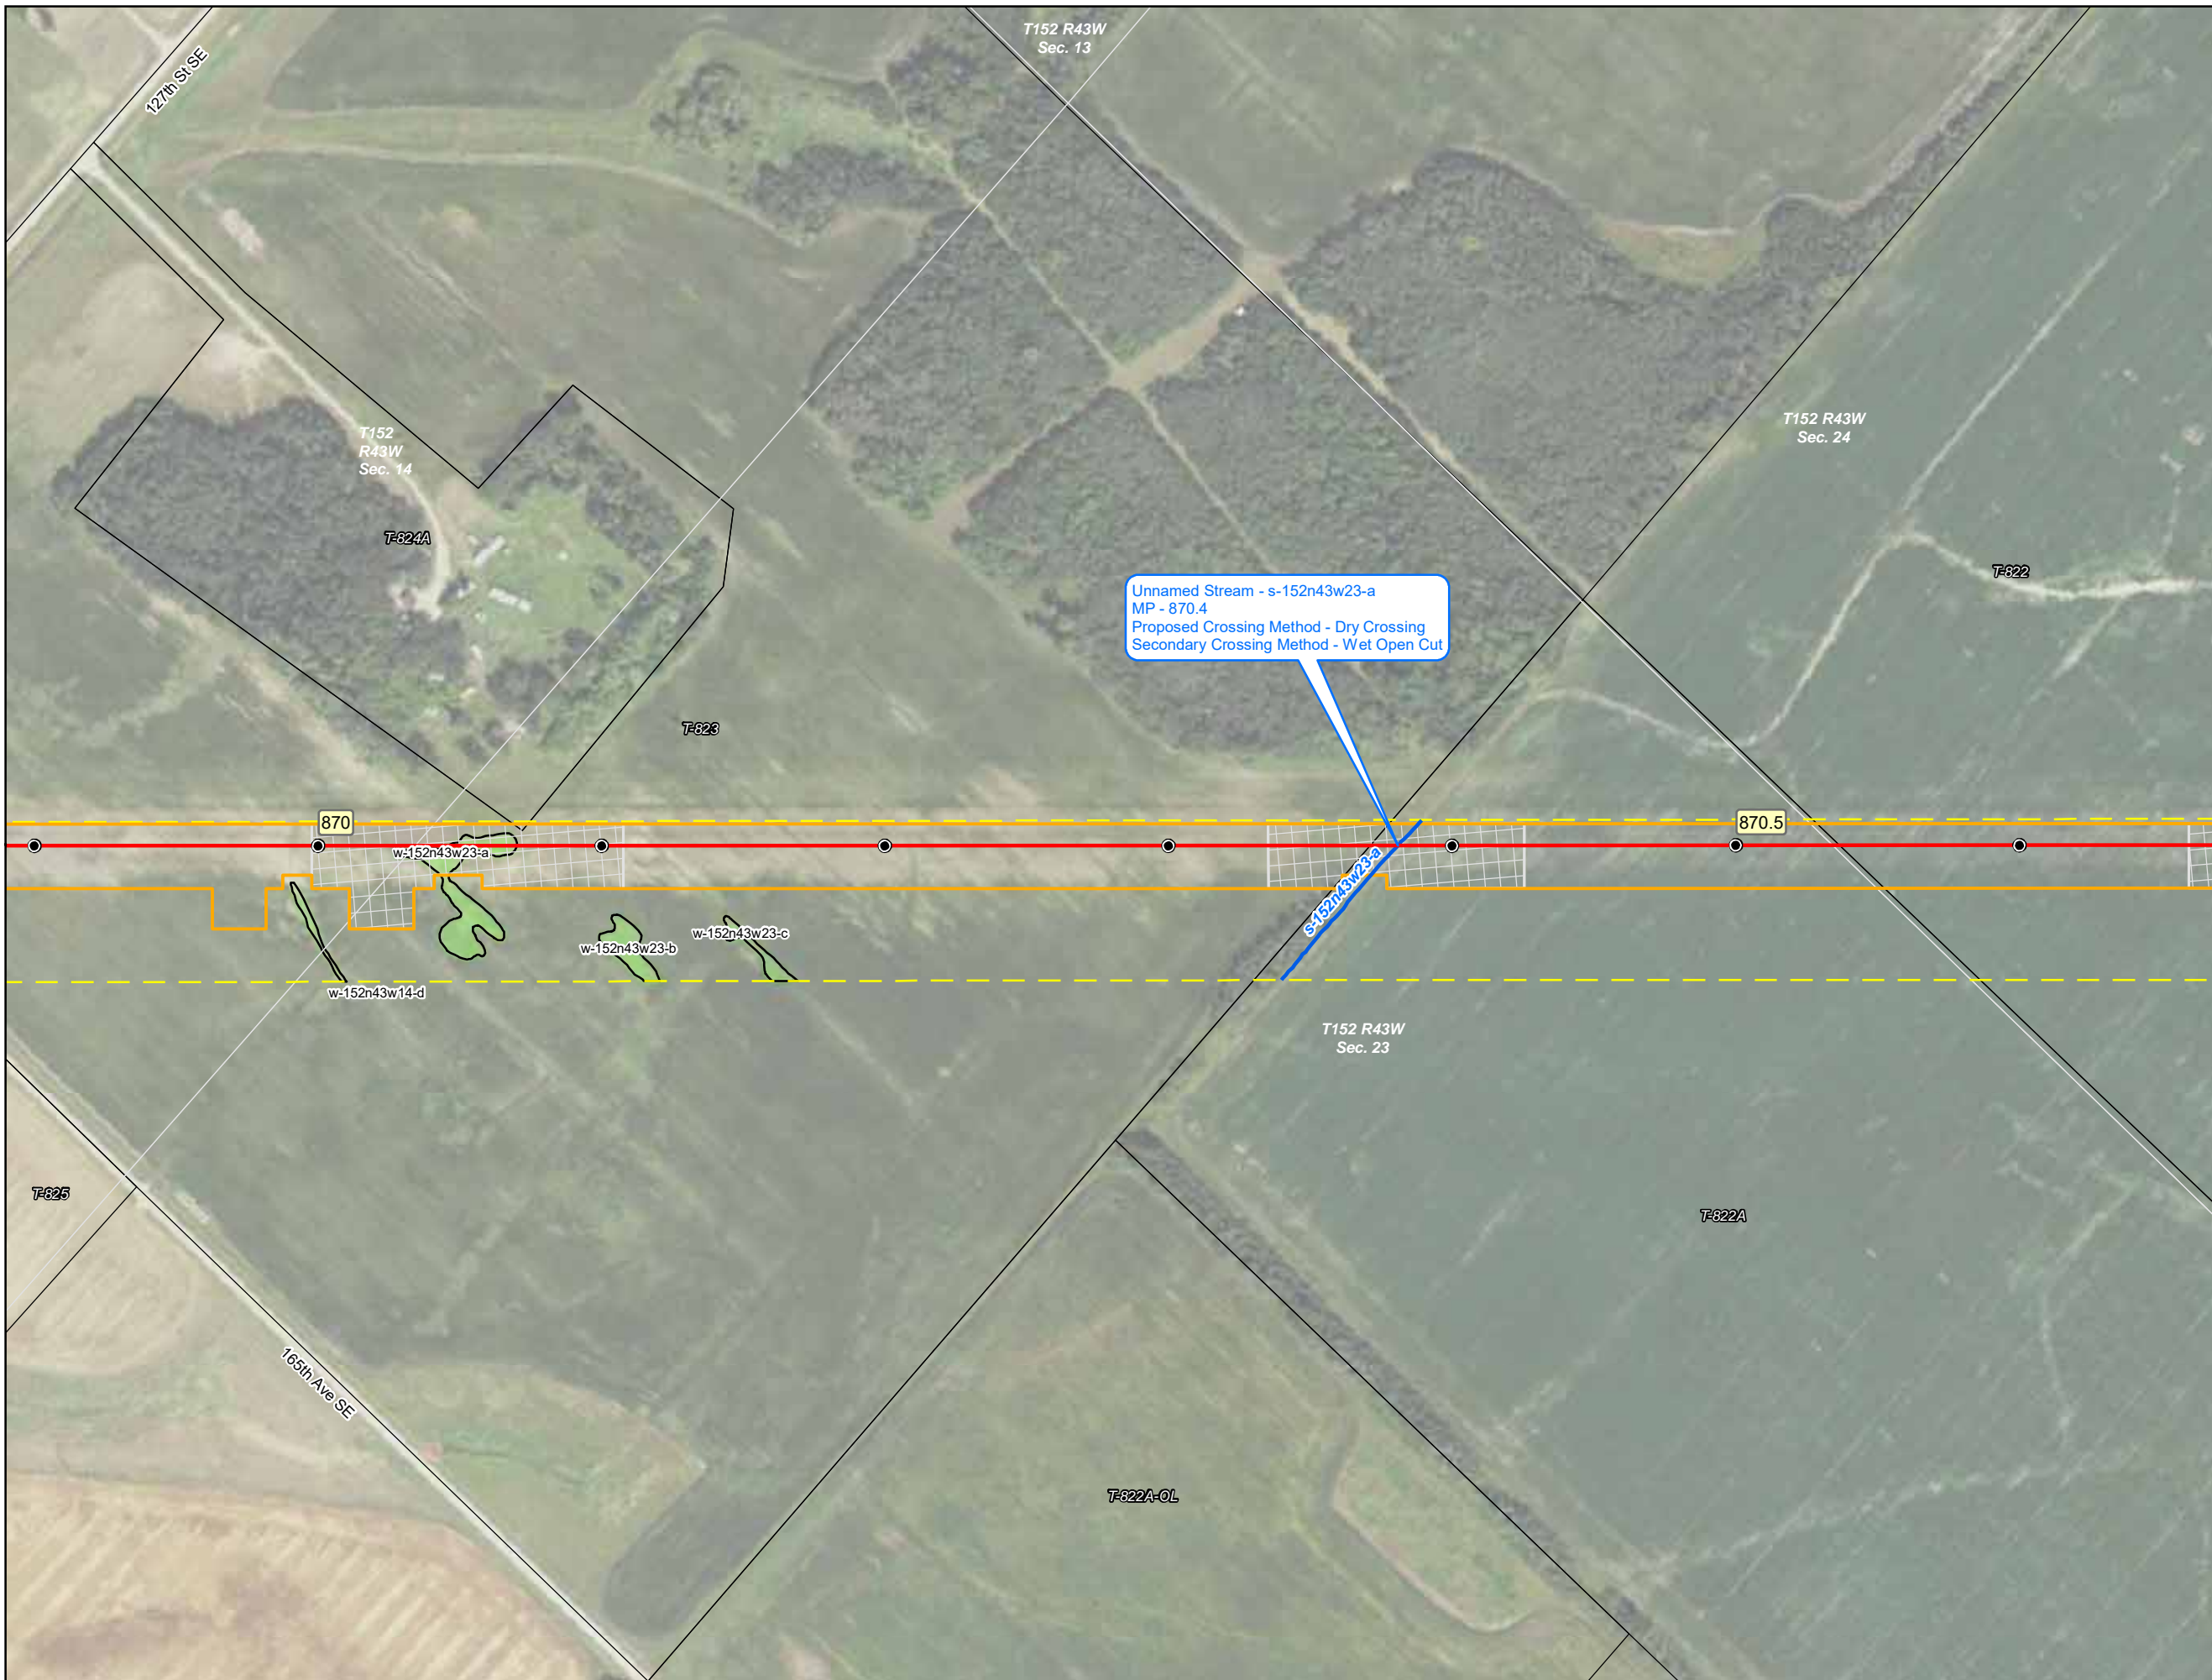 T152 R43W
Sec. 13
127th St SE
T152 R43W
Sec. 24
T152
R43W
Sec. 14
T-824A
T-822
Unnamed Stream - s-152n43w23-a
MP - 870.4
Proposed Crossing Method - Dry Crossing
Secondary Crossing Method - Wet Open Cut
T-823
870
870.5
w-152n43w23-a
s-152n43w23-a
w-152n43w23-b
w-152n43w23-c
w-152n43w14-d
T152 R43W
Sec. 23
T-825
T-822A
165th Ave SE
T-822A-OL